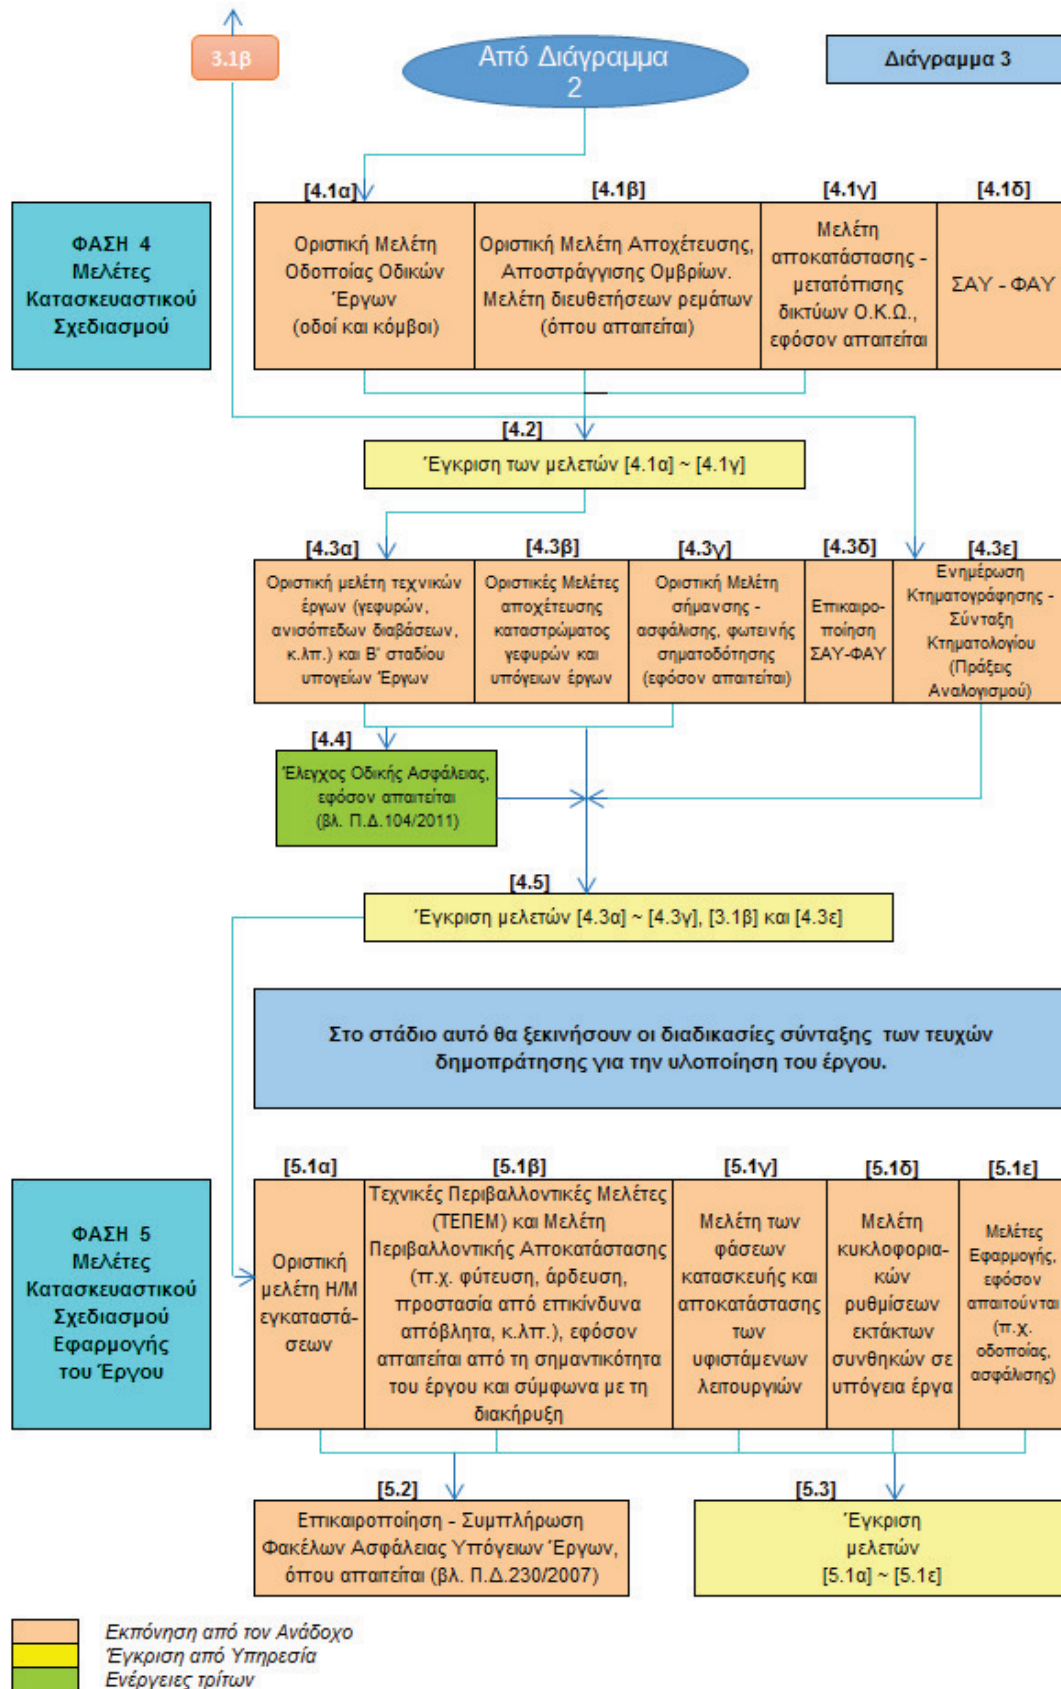 3.1β
Από Διάγραμμα
2
Διάγραμμα 3
[4.1α]
[4.1β]
[4.1γ]
[4.1δ]
ΦΑΣΗ 4
Μελέτες
Κατασκευαστικού
Σχεδιασμού
Οριστική Μελέτη
Οδοποιίας Οδικών
Έργων
(οδοί και κόμβοι)
Οριστική Μελέτη Αποχέτευσης,
Αποστράγγισης Ομβρίων.
Μελέτη διευθετήσεων ρεμάτων
(όπου απαιτείται)
Μελέτη
αποκατάστασης -
μετατόπισης
δικτύων Ο.Κ.Ω.,
εφόσον απαιτείται
ΣΑΥ - ΦΑΥ
[4.2]
Έγκριση των μελετών [4.1α] ~ [4.1γ]
[4.3α]
[4.3β]
[4.3γ]
[4.3δ]
[4.3ε]
Οριστική μελέτη τεχνικών
έργων (γεφυρών,
ανισόπεδων διαβάσεων,
κ.λπ.) και Β' σταδίου
υπογείων Έργων
Οριστικές Μελέτες
αποχέτευσης
καταστρώματος
γεφυρών και
υπόγειων έργων
Οριστική Μελέτη
σήμανσης -
ασφάλισης, φωτεινής
σηματοδότησης
(εφόσον απαιτείται)
Επικαιρο-
ποίηση
ΣΑΥ-ΦΑΥ
Ενημέρωση
Κτηματογράφησης -
Σύνταξη
Κτηματολογίου
(Πράξεις
Αναλογισμού)
[4.4]
Έλεγχος Οδικής Ασφάλειας,
εφόσον απαιτείται
(βλ. Π.Δ.104/2011)
[4.5]
Έγκριση μελετών [4.3α] ~ [4.3γ], [3.1β] και [4.3ε]
Στο στάδιο αυτό θα ξεκινήσουν οι διαδικασίες σύνταξης των τευχών
δημοπράτησης για την υλοποίηση του έργου.
[5.1α]
[5.1β]
[5.1γ]
[5.1δ]
[5.1ε]
ΦΑΣΗ 5
Μελέτες
Κατασκευαστικού
Σχεδιασμού
Εφαρμογής
του Έργου
Οριστική
μελέτη Η/Μ
εγκαταστά-
σεων
Τεχνικές Περιβαλλοντικές Μελέτες
(ΤΕΠΕΜ) και Μελέτη
Περιβαλλοντικής Αποκατάστασης
(π.χ. φύτευση, άρδευση,
προστασία από επικίνδυνα
απόβλητα, κ.λπ.), εφόσον
απαιτείται από τη σημαντικότητα
του έργου και σύμφωνα με τη
διακήρυξη
Μελέτη των
φάσεων
κατασκευής και
αποκατάστασης
των
υφιστάμενων
λειτουργιών
Μελέτη
κυκλοφορια-
κών
ρυθμίσεων
εκτάκτων
συνθηκών σε
υπόγεια έργα
Μελέτες
Εφαρμογής,
εφόσον
απαιτούνται
(π.χ.
οδοποιίας,
ασφάλισης)
[5.2]
[5.3]
Επικαιροποίηση - Συμπλήρωση
Φακέλων Ασφάλειας Υπόγειων Έργων,
όπου απαιτείται (βλ. Π.Δ.230/2007)
Έγκριση
μελετών
[5.1α] ~ [5.1ε]
Εκπόνηση από τον Ανάδοχο
Έγκριση από Υπηρεσία
Ενέργειες τρίτων